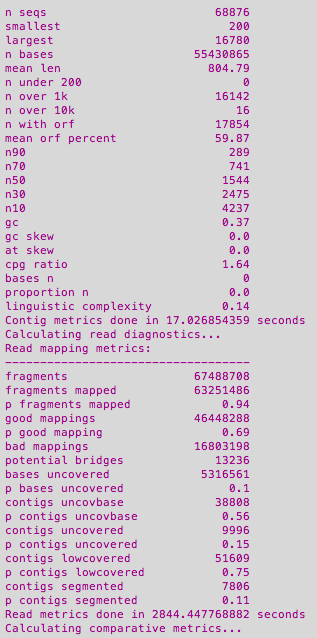 n seqs 68876
smallest 200
largest 16780
n bases 55430865
mean len 804.79
n under 200 0
n over 1k 16142
n over 10k 16
n with orf 17854
mean orf percent 59.87
n90 289
n70 741
n50 1544
n30 2475
n10 4237
gc 0.37
gc skew 0.0
at skew 0.0
cpg ratio 1.64
bases n 0
proportion n 0.0
linguistic complexity 0.14
Contig metrics done in 17.026854359 seconds
Calculating read diagnostics...
Read mapping metrics:
-----------------------------------
fragments 67488708
fragments mapped 63251486
p fragments mapped 0.94
good mappings 46448288
p good mapping 0.69
bad mappings 16803198
potential bridges 13236
bases uncovered 5316561
p bases uncovered 0.1
contigs uncovbase 38808
p contigs uncovbase 0.56
contigs uncovered 9996
p contigs uncovered 0.15
contigs lowcovered 51609
p contigs lowcovered 0.75
contigs segmented 7806
p contigs segmented 0.11
Read metrics done in 2844.447768882 seconds
Calculating comparative metrics...